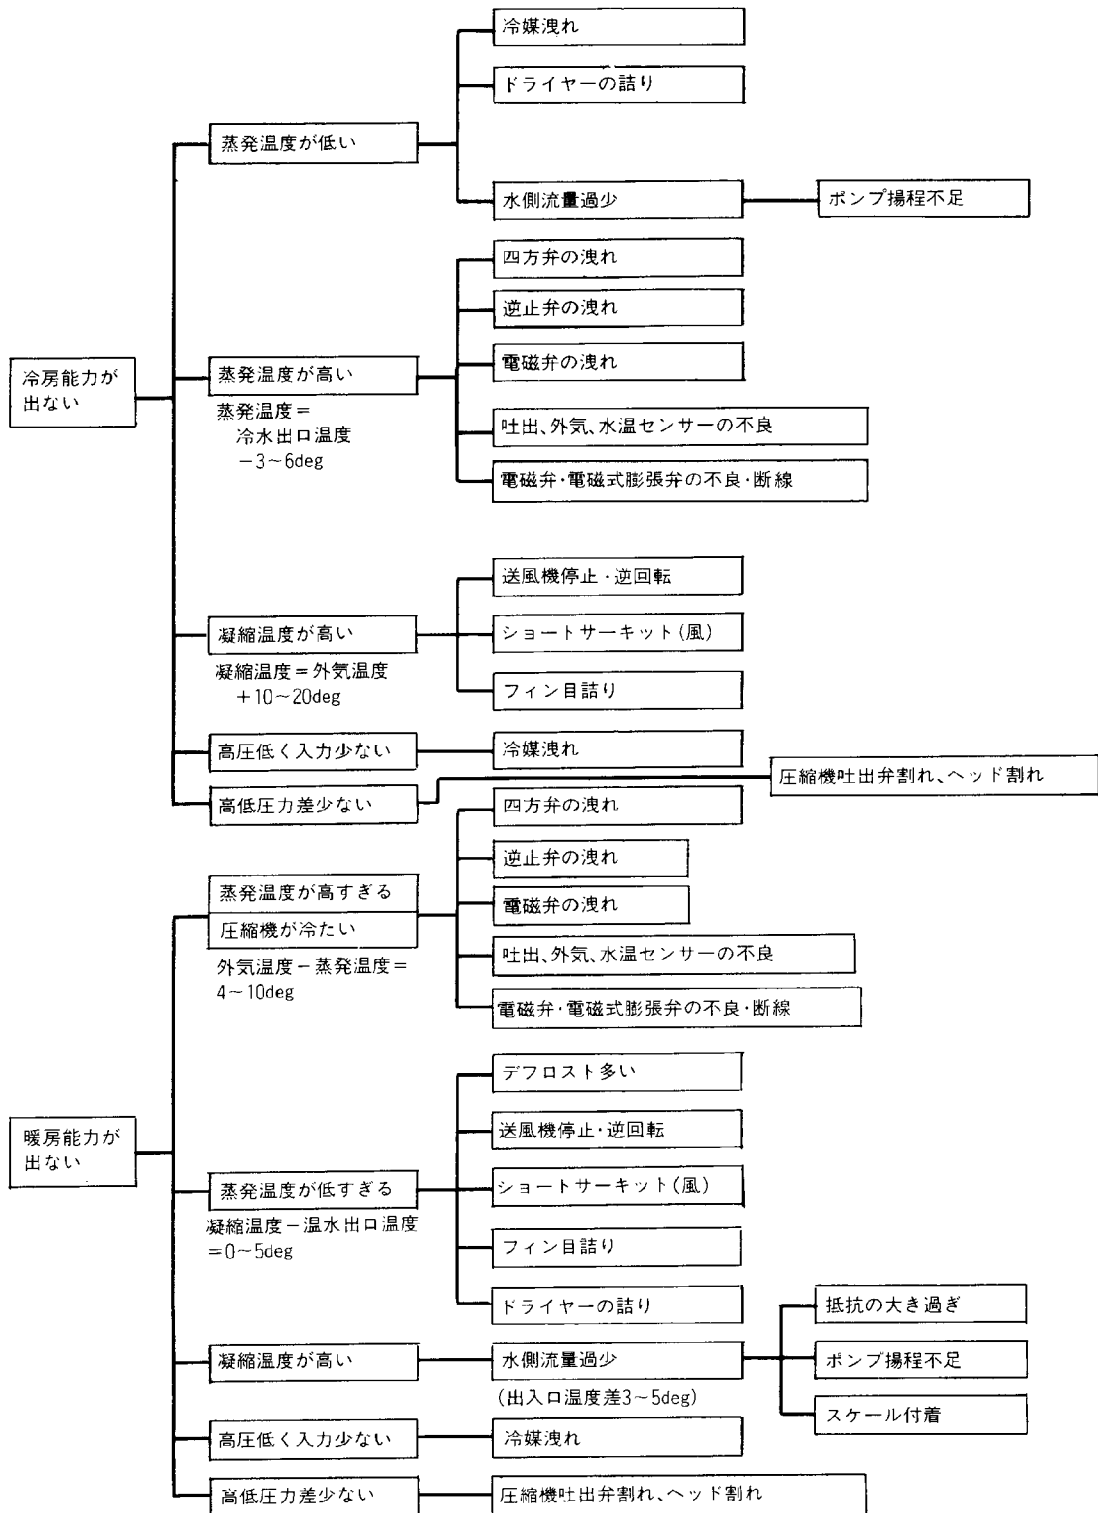 冷房能力が
出ない
蒸発温度が低い
冷媒洩れ
ドライヤーの詰り
水側流量過少
ポンプ揚程不足
蒸発温度が高い
蒸発温度＝
冷水出口温度
－3～6deg
四方弁の洩れ
逆止弁の洩れ
電磁弁の洩れ
吐出、外気、水温センサーの不良
電磁弁・電磁式膨張弁の不良・断線
凝縮温度が高い
凝縮温度＝外気温度
＋10～20deg
送風機停止・逆回転
ショートサーキット(風)
フィン目詰り
高圧低く入力少ない
冷媒洩れ
高低圧力差少ない
圧縮機吐出弁割れ、ヘッド割れ
暖房能力が
出ない
蒸発温度が高すぎる
圧縮機が冷たい
外気温度－蒸発温度＝
4～10deg
四方弁の洩れ
逆止弁の洩れ
電磁弁の洩れ
吐出、外気、水温センサーの不良
電磁弁・電磁式膨張弁の不良・断線
蒸発温度が低すぎる
凝縮温度－温水出口温度
＝0～5deg
デフロスト多い
送風機停止・逆回転
ショートサーキット(風)
フィン目詰り
ドライヤーの詰り
凝縮温度が高い
水側流量過少
(出入口温度差3～5deg)
抵抗の大き過ぎ
ポンプ揚程不足
スケール付着
高圧低く入力少ない
冷媒洩れ
高低圧力差少ない
圧縮機吐出弁割れ、ヘッド割れ